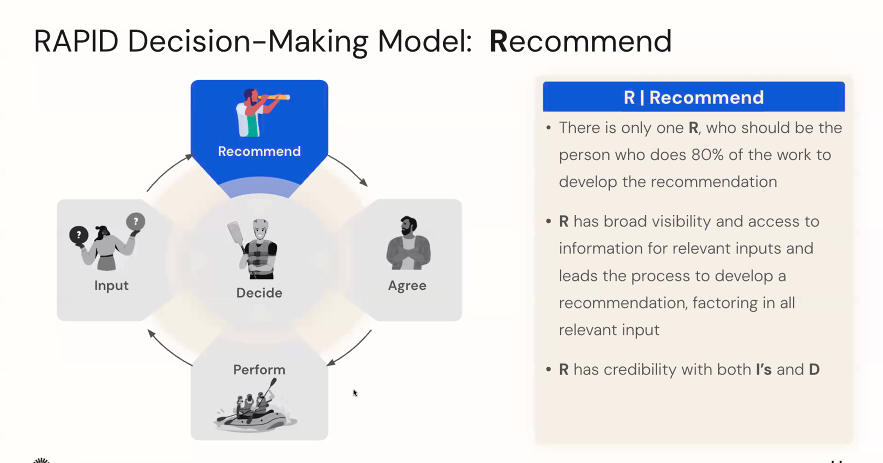 RAPID Decision-Making Model: Recommend
Recommend
?
?
Input
Decide
Agree
Perform
R | Recommend
• There is only one R, who should be the
person who does 80% of the work to
develop the recommendation
• R has broad visibility and access to
information for relevant inputs and
leads the process to develop a
recommendation, factoring in all
relevant input
• R has credibility with both I's and D